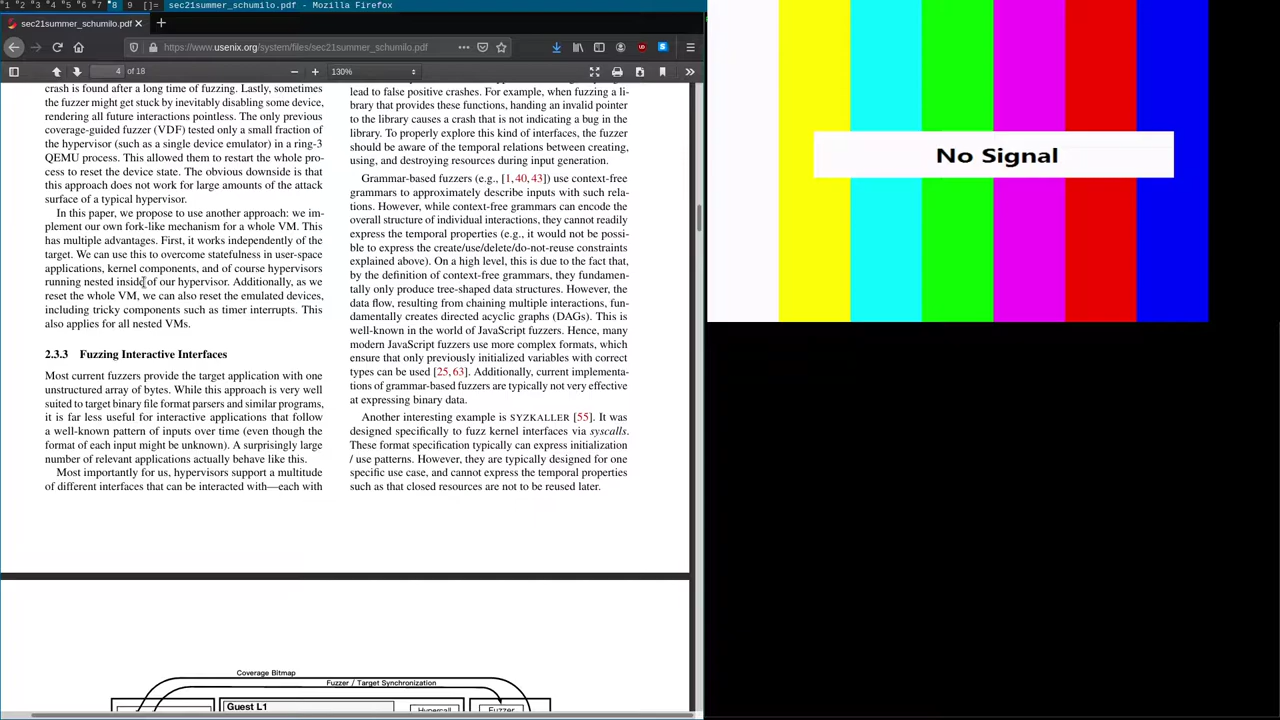 1 2 3 4 5 6 7 8 9 []= sec21summer_schumilo.pdf - Mozilla Firefox
sec21summer_schumilo.pdf
https://www.usenix.org/system/files/sec21summer_schumilo.pdf
4 of 18
130%
crash is found after a long time of fuzzing. Lastly, sometimes
the fuzzer might get stuck by inevitably disabling some device,
rendering all future interactions pointless. The only previous
coverage-guided fuzzer (VDF) tested only a small fraction of
the hypervisor (such as a single device emulator) in a ring-3
QEMU process. This allowed them to restart the whole pro-
cess to reset the device state. The obvious downside is that
this approach does not work for large amounts of the attack
surface of a typical hypervisor.
In this paper, we propose to use another approach: we im-
plement our own fork-like mechanism for a whole VM. This
has multiple advantages. First, it works independently of the
target. We can use this to overcome statefulness in user-space
applications, kernel components, and of course hypervisors
running nested inside of our hypervisor. Additionally, as we
reset the whole VM, we can also reset the emulated devices,
including tricky components such as timer interrupts. This
also applies for all nested VMs.
2.3.3 Fuzzing Interactive Interfaces
Most current fuzzers provide the target application with one
unstructured array of bytes. While this approach is very well
suited to target binary file format parsers and similar programs,
it is far less useful for interactive applications that follow
a well-known pattern of inputs over time (even though the
format of each input might be unknown). A surprisingly large
number of relevant applications actually behave like this.
Most importantly for us, hypervisors support a multitude
of different interfaces that can be interacted with—each with
lead to false positive crashes. For example, when fuzzing a li-
brary that provides these functions, handing an invalid pointer
to the library causes a crash that is not indicating a bug in the
library. To properly explore this kind of interfaces, the fuzzer
should be aware of the temporal relations between creating,
using, and destroying resources during input generation.
Grammar-based fuzzers (e.g., [1,40,43]) use context-free
grammars to approximately describe inputs with such rela-
tions. However, while context-free grammars can encode the
overall structure of individual interactions, they cannot readily
express the temporal properties (e.g., it would not be possi-
ble to express the create/use/delete/do-not-reuse constraints
explained above). On a high level, this is due to the fact that,
by the definition of context-free grammars, they fundamen-
tally only produce tree-shaped data structures. However, the
data flow, resulting from chaining multiple interactions, fun-
damentally creates directed acyclic graphs (DAGs). This is
well-known in the world of JavaScript fuzzers. Hence, many
modern JavaScript fuzzers use more complex formats, which
ensure that only previously initialized variables with correct
types can be used [25,63]. Additionally, current implementa-
tions of grammar-based fuzzers are typically not very effective
at expressing binary data.
Another interesting example is SYZKALLER [55]. It was
designed specifically to fuzz kernel interfaces via syscalls.
These format specification typically can express initialization
/ use patterns. However, they are typically designed for one
specific use case, and cannot express the temporal properties
such as that closed resources are not to be reused later.
Coverage Bitmap
Fuzzer / Target Synchronization
Guest L1
Hypercall
Fuzzer
No Signal